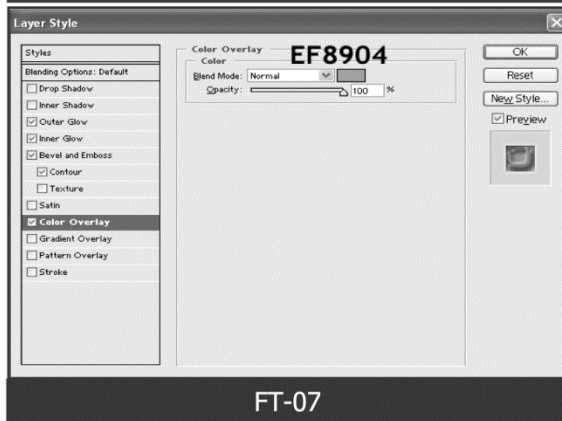 Layer Style
Styles
Blending Options: Default
Drop Shadow
Inner Shadow
Outer Glow
Inner Glow
Bevel and Emboss
Contour
Texture
Satin
Color Overlay
Gradient Overlay
Pattern Overlay
Stroke
Color Overlay
EF8904
Color
Blend Mode: Normal
Opacity: 100 %
OK
Reset
New Style...
Preview
FT-07